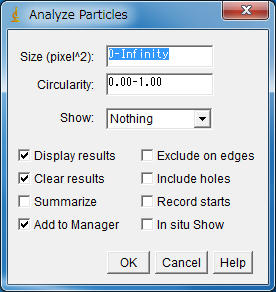 Analyze Particles
Size (pixel^2): 0-Infinity
Circularity: 0.00-1.00
Show: Nothing
Display results Exclude on edges
Clear results Include holes
Summarize Record starts
Add to Manager In situ Show
OK Cancel Help